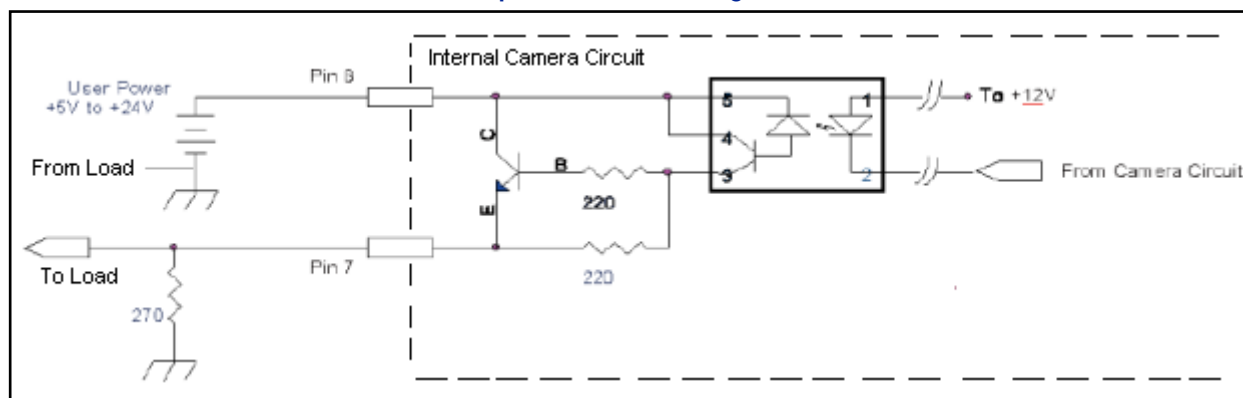 Internal Camera Circuit
User Power
+5V to +24V
Pin 8
5
1
To +12V
C
4
From Load
B
3
2
From Camera Circuit
220
E
To Load
Pin 7
220
270